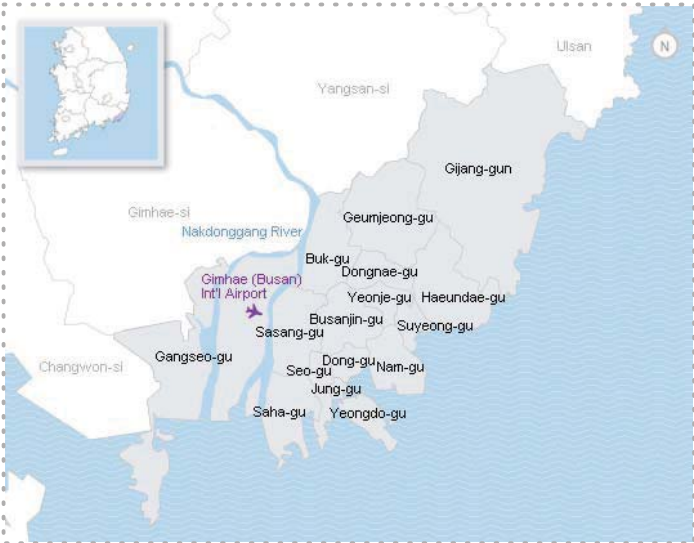 Ulsan
N
Yangsan-si
Gijang-gun
Gimhae-si
Geumjeong-gu
Nakdonggang River
Buk-gu
Dongnae-gu
Gimhae (Busan)
Int'l Airport
Yeonje-gu
Haeundae-gu
Busanjin-gu
Suyeong-gu
Sasang-gu
Gangseo-gu
Changwon-si
Dong-gu
Nam-gu
Seo-gu
Jung-gu
Saha-gu
Yeongdo-gu